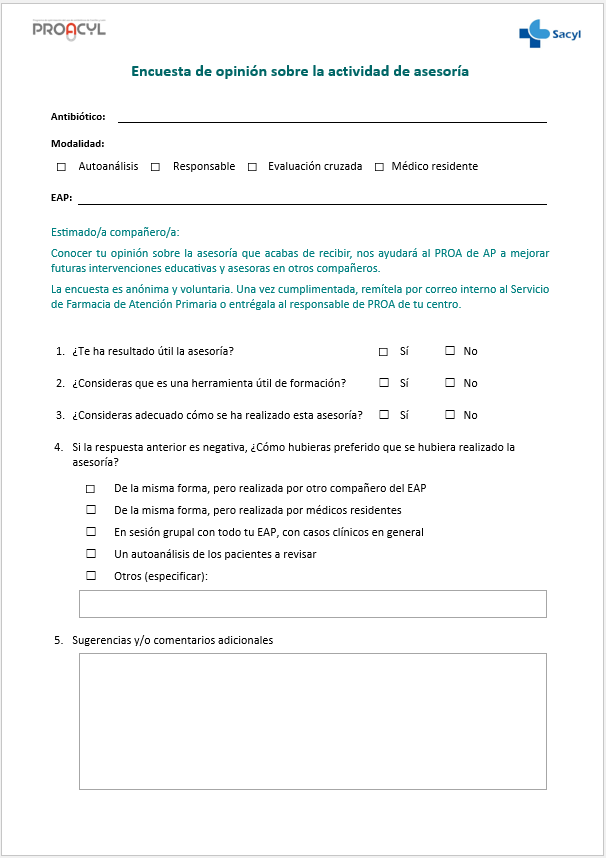 PROACYL
Sacyl
Encuesta de opinión sobre la actividad de asesoría
Antibiótico:
Modalidad:
☐ Autoanálisis ☐ Responsable ☐ Evaluación cruzada ☐ Médico residente
EAP:
Estimado/a compañero/a:
Conocer tu opinión sobre la asesoría que acabas de recibir, nos ayudará al PROA de AP a mejorar
futuras intervenciones educativas y asesoras en otros compañeros.
La encuesta es anónima y voluntaria. Una vez cumplimentada, remítela por correo interno al Servicio
de Farmacia de Atención Primaria o entrégala al responsable de PROA de tu centro.
1. ¿Te ha resultado útil la asesoría? ☐ Sí ☐ No
2. ¿Consideras que es una herramienta útil de formación? ☐ Sí ☐ No
3. ¿Consideras adecuado cómo se ha realizado esta asesoría? ☐ Sí ☐ No
4. Si la respuesta anterior es negativa, ¿Cómo hubieras preferido que se hubiera realizado la
asesoría?
☐ De la misma forma, pero realizada por otro compañero del EAP
☐ De la misma forma, pero realizada por médicos residentes
☐ En sesión grupal con todo tu EAP, con casos clínicos en general
☐ Un autoanálisis de los pacientes a revisar
☐ Otros (especificar):
5. Sugerencias y/o comentarios adicionales